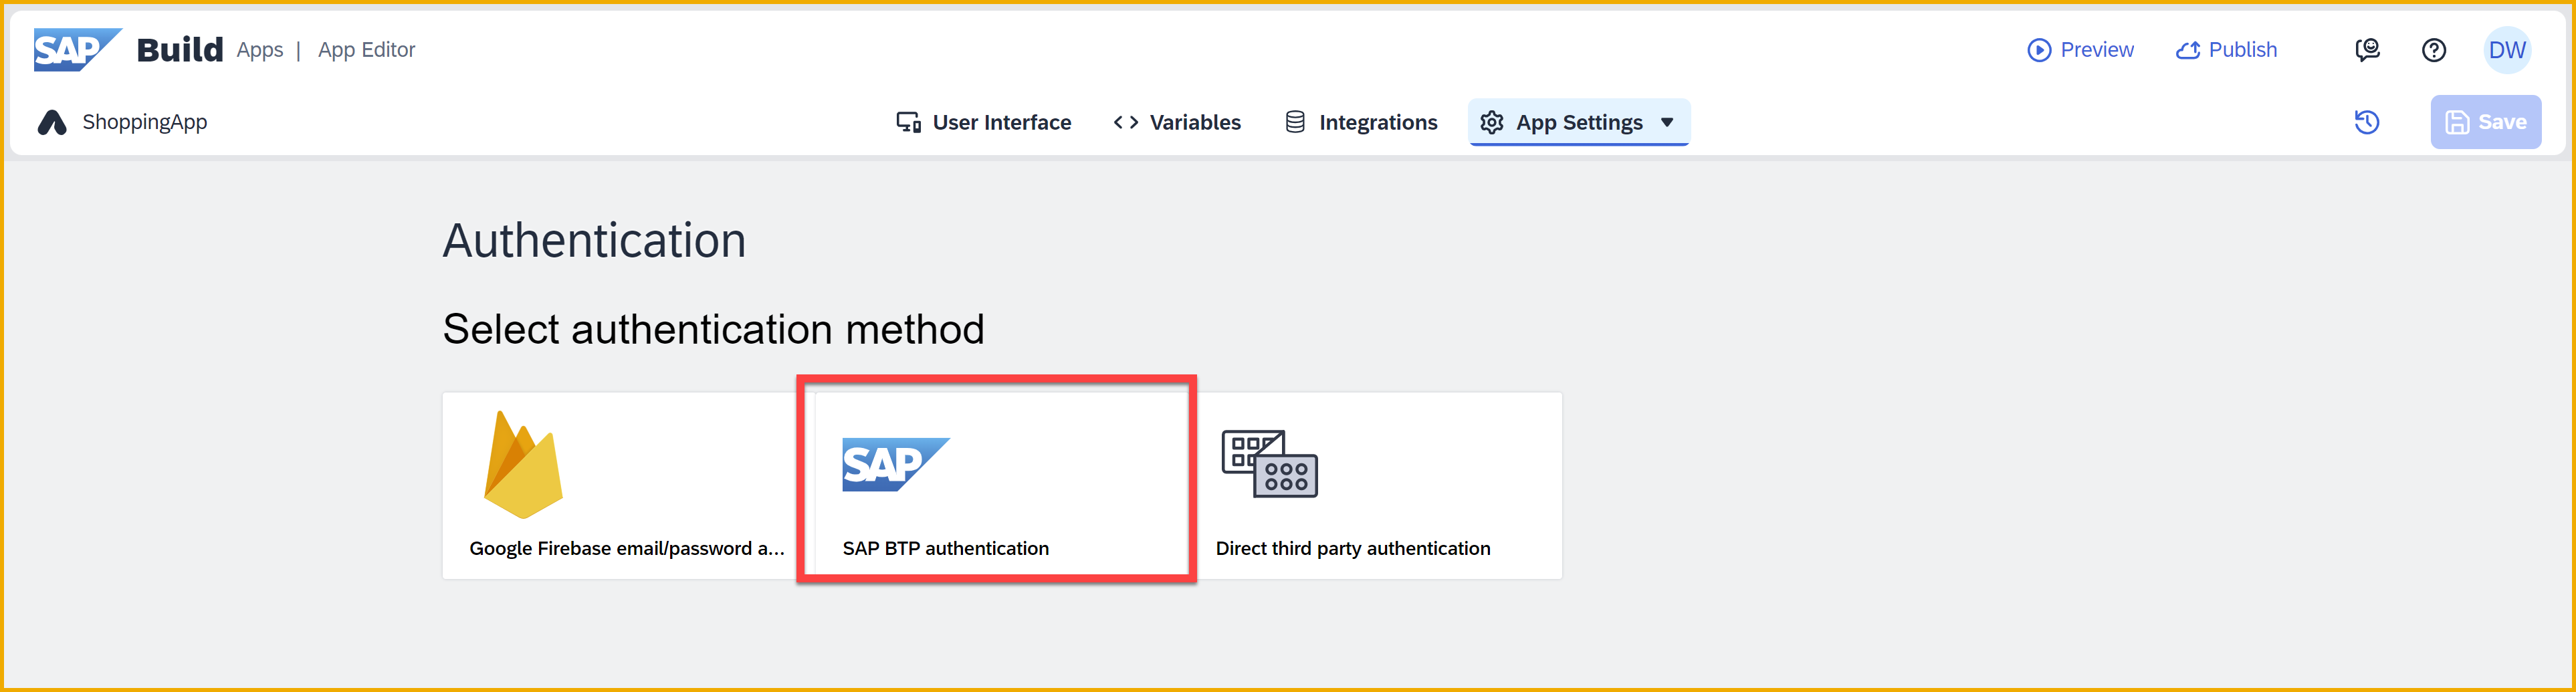 SAP Build Apps | App Editor Preview Publish DW
ShoppingApp User Interface Variables Integrations App Settings Save
Authentication
Select authentication method
SAP
Google Firebase email/password a... SAP BTP authentication Direct third party authentication